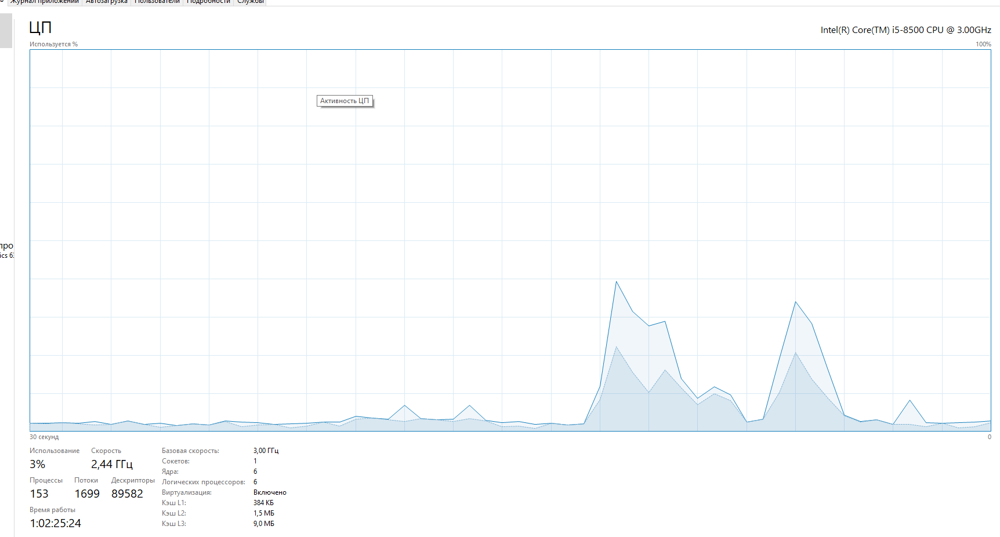 Журнал приложений Автозагрузка Пользователи Подробности Службы
ЦП
Intel(R) Core(TM) i5-8500 CPU @ 3.00GHz
Используется %
100%
Активность ЦП
ics 63
30 секунд
0
Использование
Скорость
3%
2,44 ГГц
Процессы
Потоки
Дескрипторы
153
1699
89582
Время работы
1:02:25:24
Базовая скорость: 3,00 ГГц
Сокетов: 1
Ядра: 6
Логических процессоров: 6
Виртуализация: Включено
Кэш L1: 384 КБ
Кэш L2: 1,5 МБ
Кэш L3: 9,0 МБ